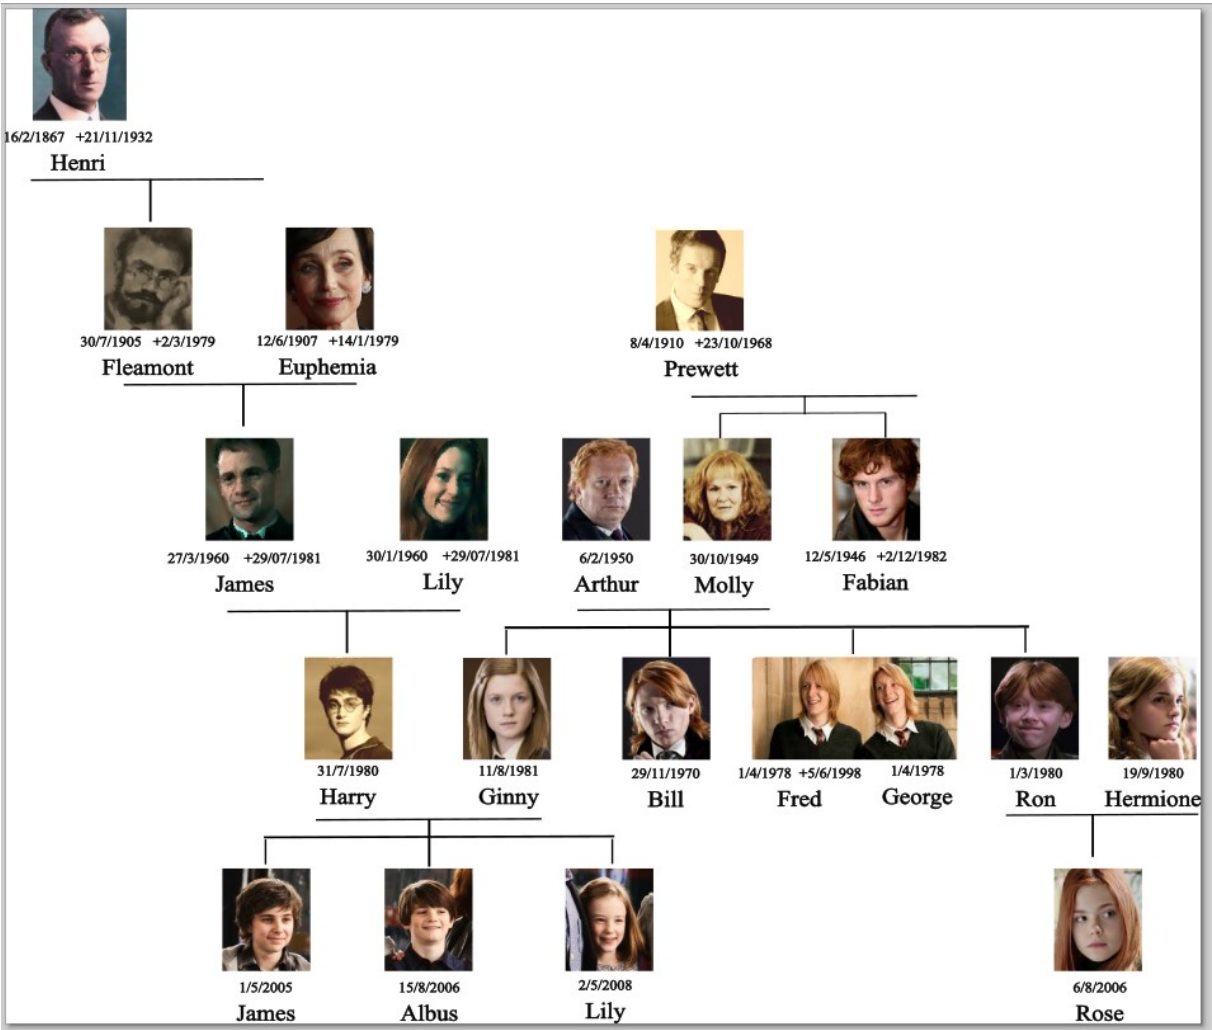 16/2/1867 +21/11/1932
Henri
30/7/1905 +2/3/1979 12/6/1907 +14/1/1979 8/4/1910 +23/10/1968
Fleamont Euphemia Prewett
27/3/1960 +29/07/1981 30/1/1960 +29/07/1981 6/2/1950 30/10/1949 12/5/1946 +2/12/1982
James Lily Arthur Molly Fabian
31/7/1980 11/8/1981 29/11/1970 1/4/1978 +5/6/1998 1/4/1978 1/3/1980 19/9/1980
Harry Ginny Bill Fred George Ron Hermione
1/5/2005 15/8/2006 2/5/2008 6/8/2006
James Albus Lily Rose